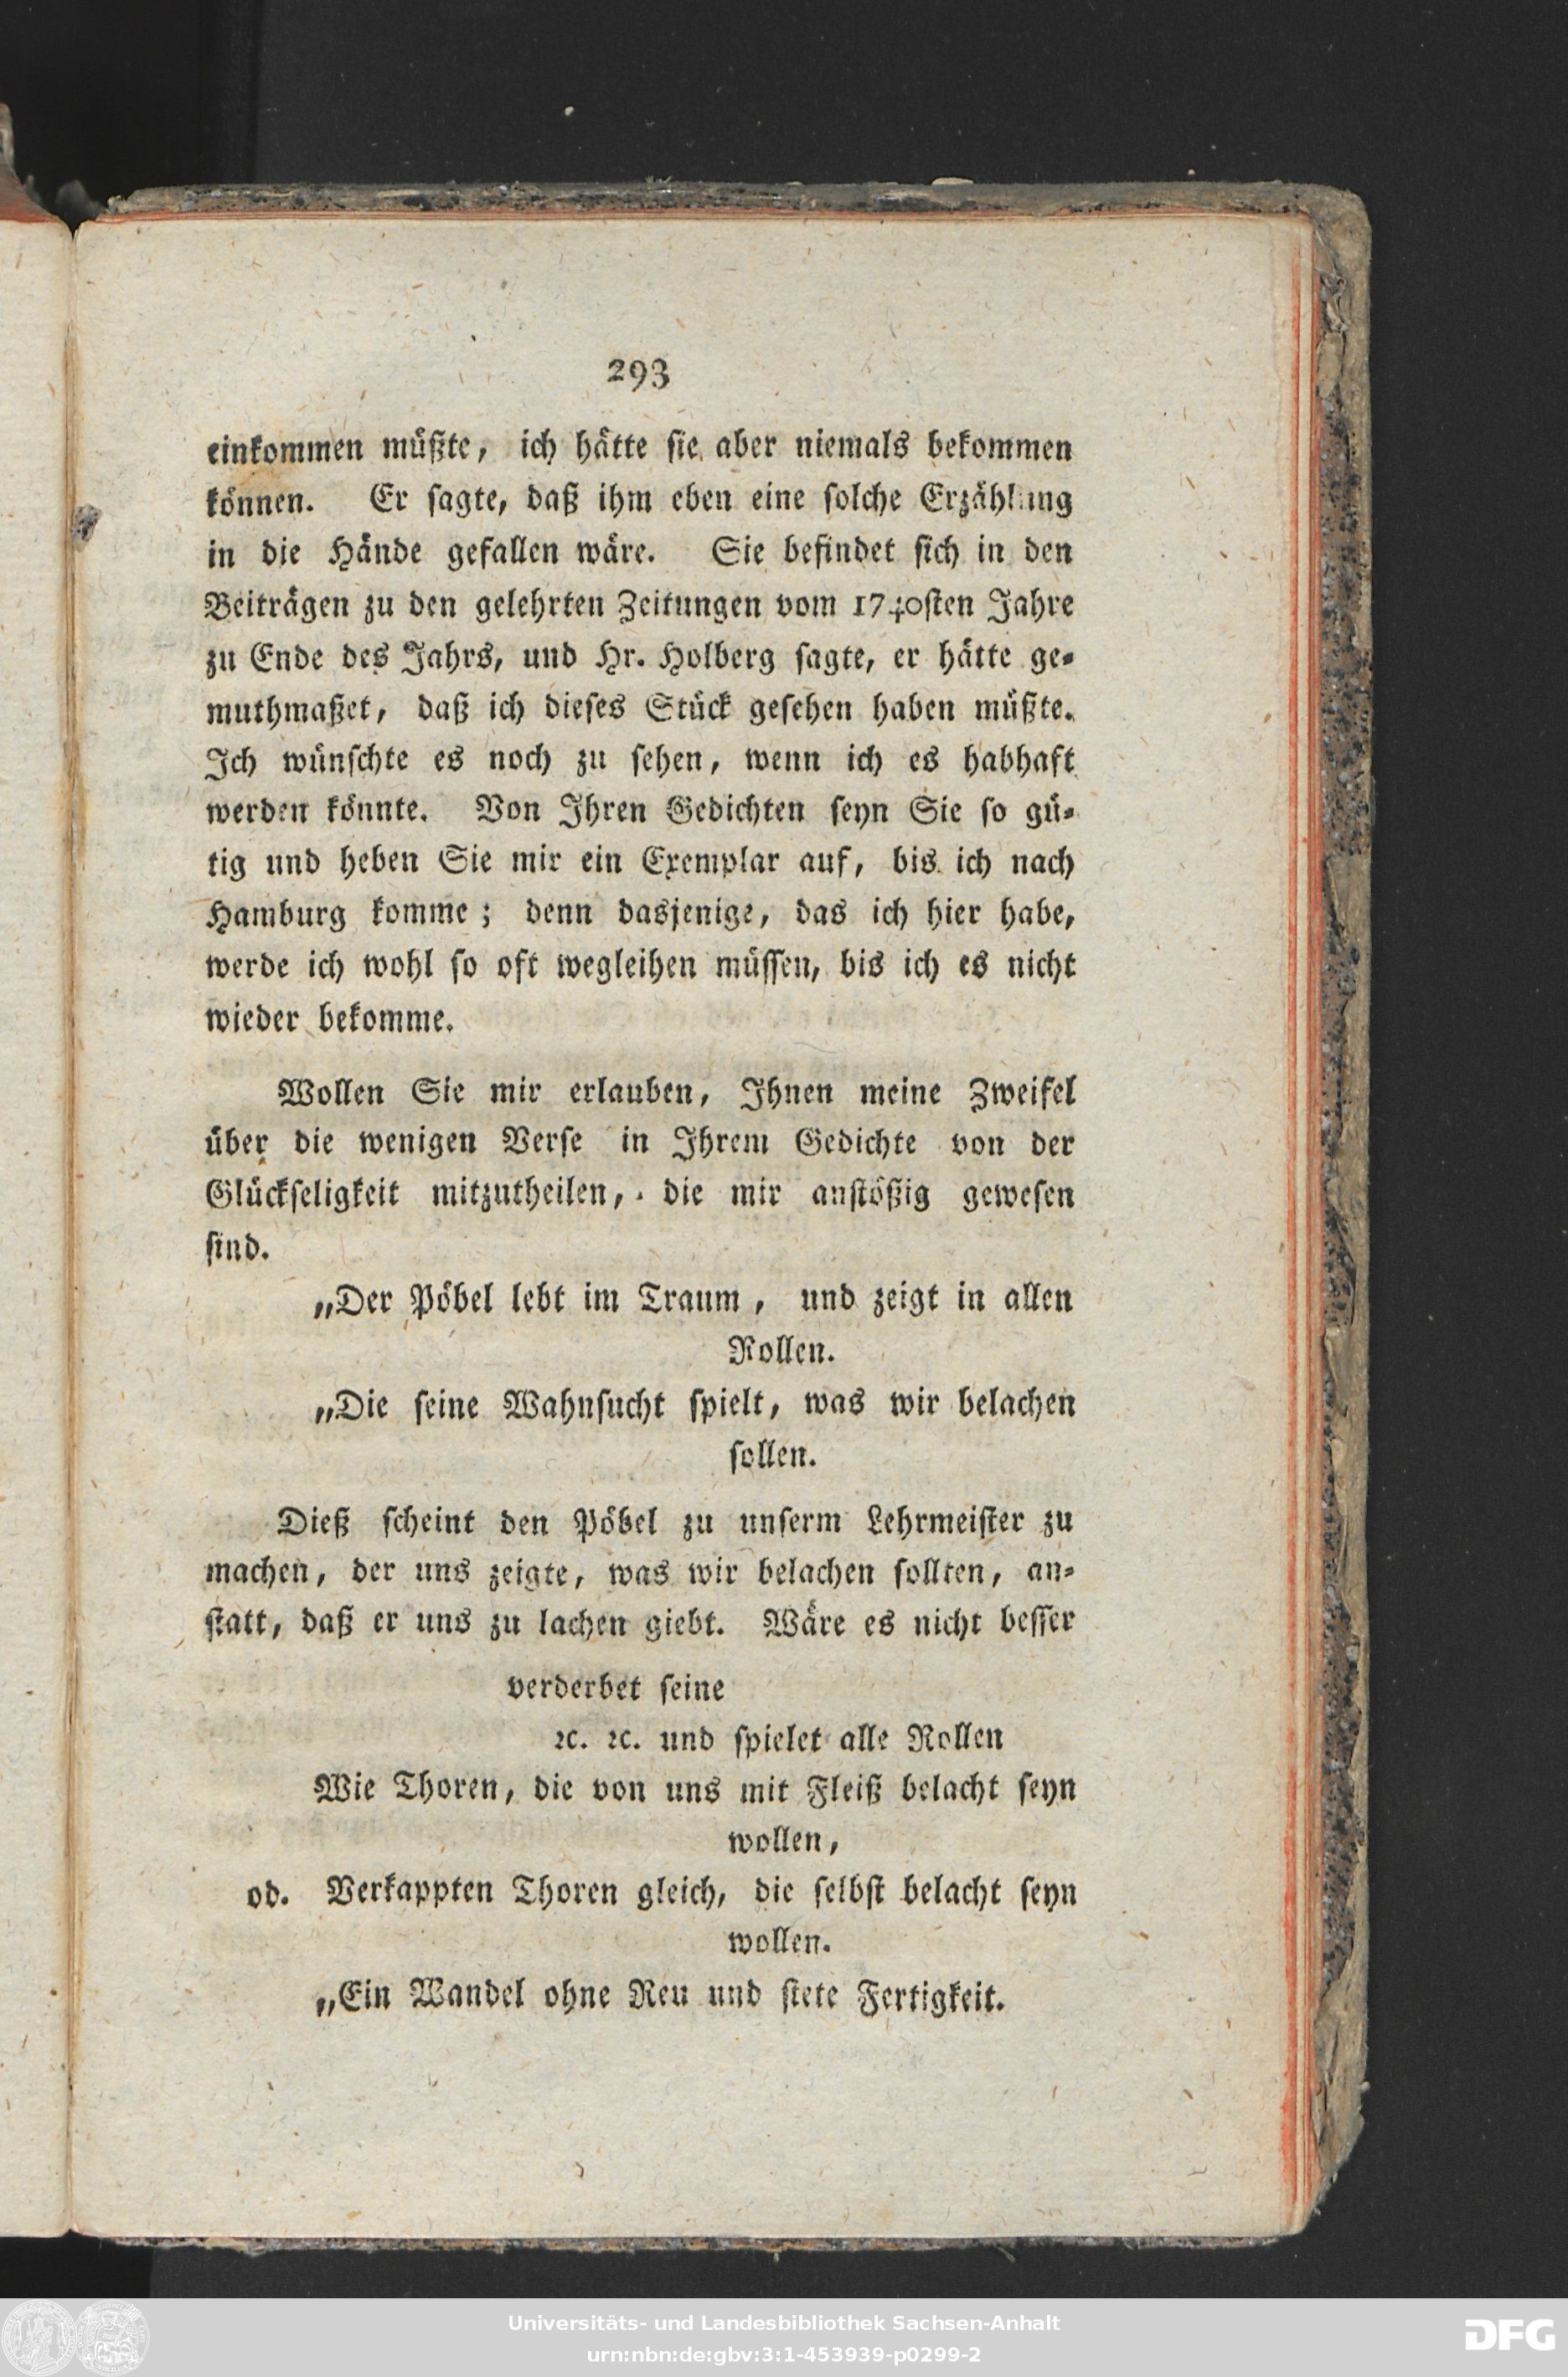 293
einkommen müßte, ich hätte sie aber niemals bekommen
können. Er sagte, daß ihm eben eine solche Erzählung
in die Hände gefallen wäre. Sie befindet sich in den
Beiträgen zu den gelehrten Zeitungen vom 1740sten Jahre
zu Ende des Jahrs, und Hr. Holberg sagte, er hätte ge-
muthmaßet, daß ich dieses Stück gesehen haben müßte.
Ich wünschte es noch zu sehen, wenn ich es habhaft
werden könnte. Von Ihren Gedichten seyn Sie so gü-
tig und heben Sie mir ein Exemplar auf, bis ich nach
Hamburg komme; denn dasjenige, das ich hier habe,
werde ich wohl so oft wegleihen müssen, bis ich es nicht
wieder bekomme.
Wollen Sie mir erlauben, Ihnen meine Zweifel
über die wenigen Verse in Ihrem Gedichte von der
Glückseligkeit mitzutheilen, die mir anstößig gewesen
sind.
„Der Pöbel lebt im Traum, und zeigt in allen
Rollen.
„Die seine Wahnsucht spielt, was wir belachen
sollen.
Dieß scheint den Pöbel zu unserm Lehrmeister zu
machen, der uns zeigte, was wir belachen sollten, an-
statt, daß er uns zu lachen giebt. Wäre es nicht besser
verderbet seine
ꝛc. ꝛc. und spielet alle Rollen
Wie Thoren, die von uns mit Fleiß belacht seyn
wollen,
od. Verkappten Thoren gleich, die selbst belacht seyn
wollen.
„Ein Wandel ohne Reu und stete Fertigkeit.
Universitäts- und Landesbibliothek Sachsen-Anhalt
urn:nbn:de:gbv:3:1-453939-p0299-2
DFG